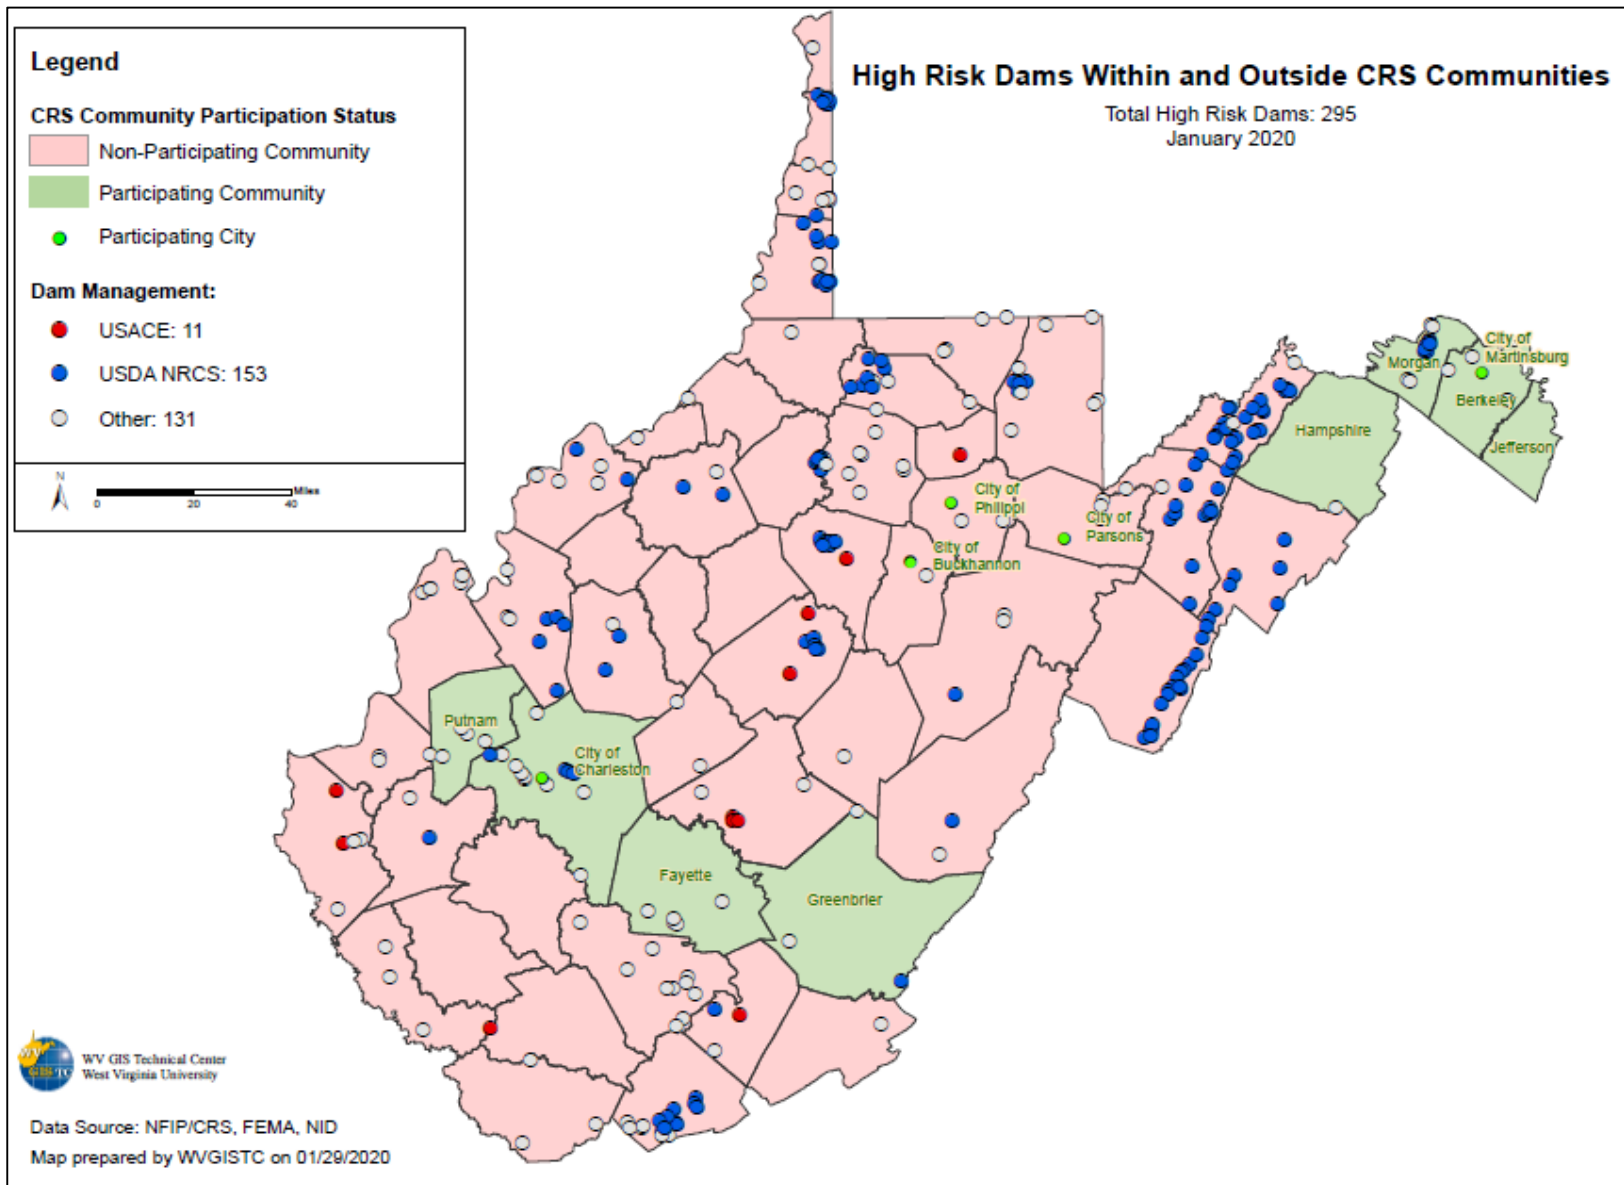 Legend
CRS Community Participation Status
Non-Participating Community
Participating Community
Participating City
Dam Management:
USACE: 11
USDA NRCS: 153
Other: 131
N
Miles
0 20 40
High Risk Dams Within and Outside CRS Communities
Total High Risk Dams: 295
January 2020
City of
Martinsburg
Morgan
Berkeley
Jefferson
Hampshire
City of
Philippi
City of
Parsons
City of
Buckhannon
Putnam
City of
Charleston
Fayette
Greenbrier
WV
GISTC
WV GIS Technical Center
West Virginia University
Data Source: NFIP/CRS, FEMA, NID
Map prepared by WVGISTC on 01/29/2020